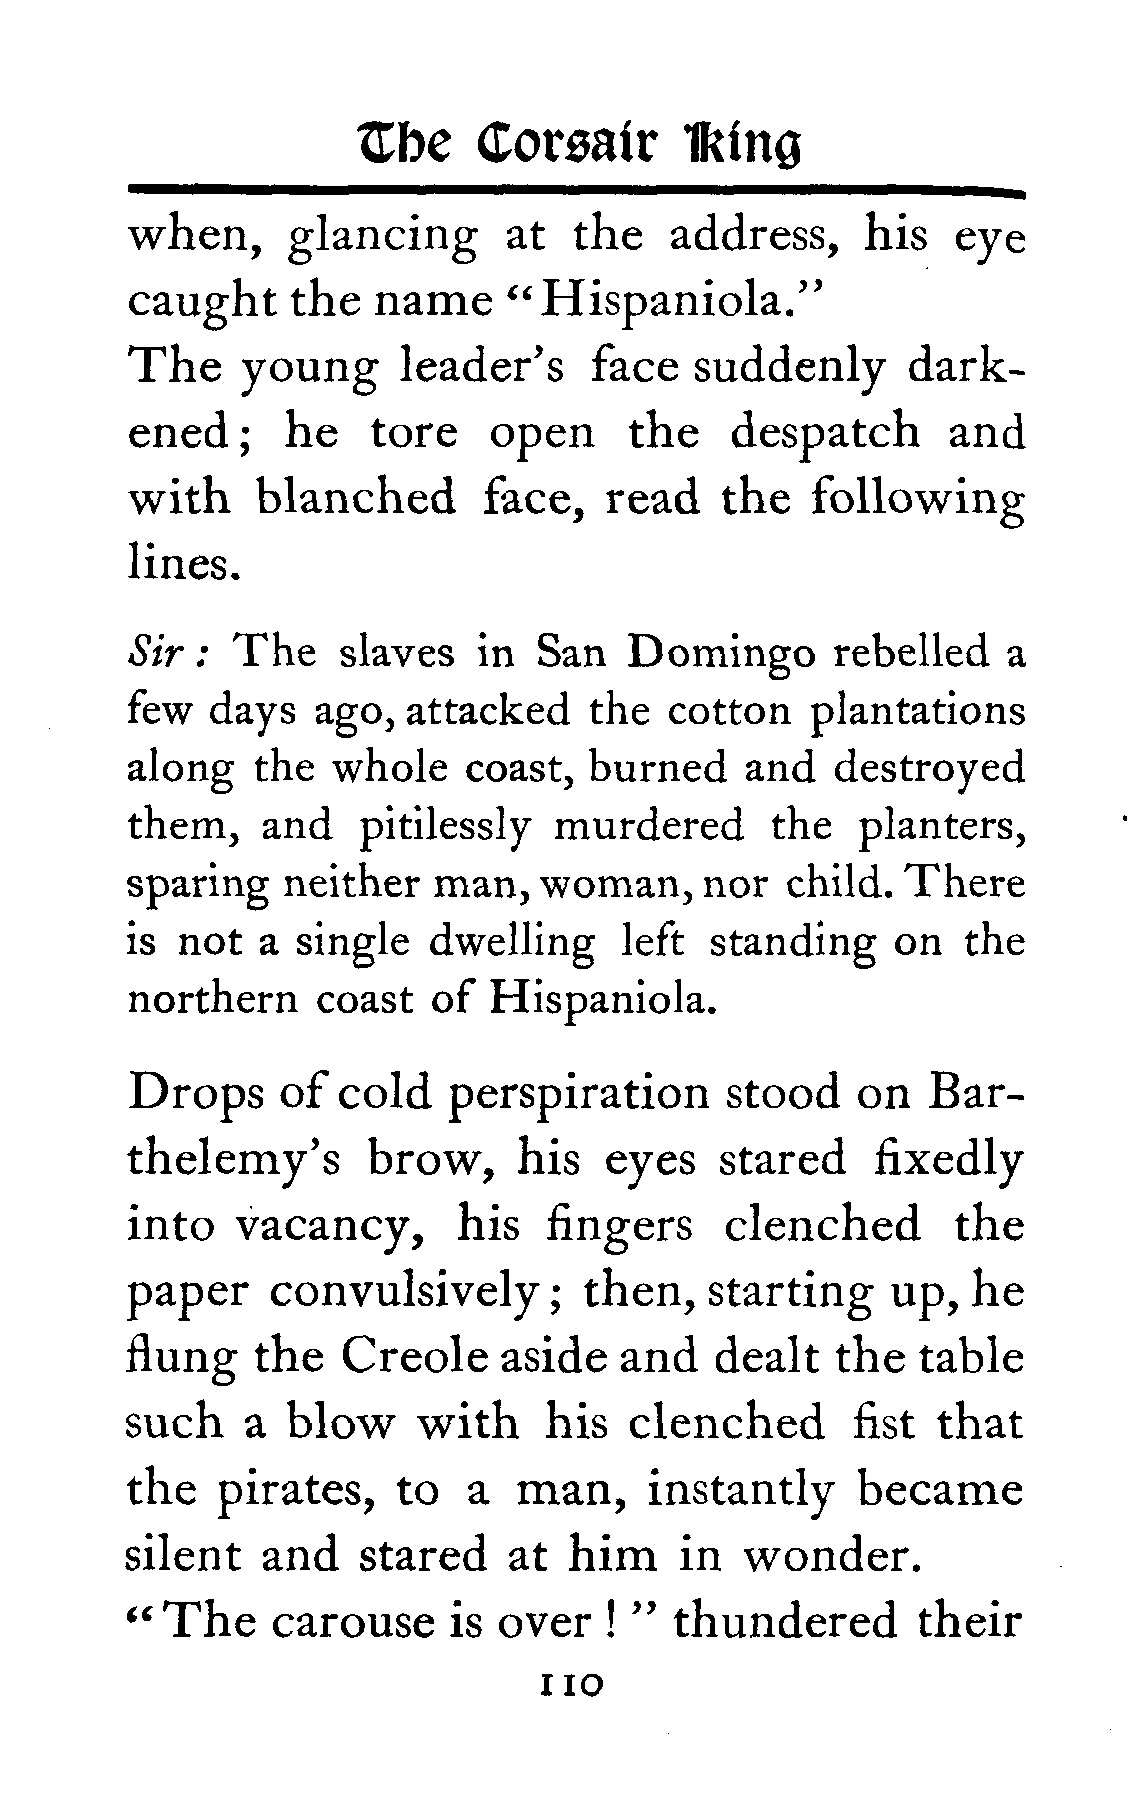 The Corsair King
when, glancing at the address, his eye
caught the name “Hispaniola.”
The young leader’s face suddenly dark-
ened; he tore open the despatch and
with blanched face, read the following
lines.
Sir: The slaves in San Domingo rebelled a
few days ago, attacked the cotton plantations
along the whole coast, burned and destroyed
them, and pitilessly murdered the planters,
sparing neither man, woman, nor child. There
is not a single dwelling left standing on the
northern coast of Hispaniola.
Drops of cold perspiration stood on Bar-
thelemy’s brow, his eyes stared fixedly
into vacancy, his fingers clenched the
paper convulsively; then, starting up, he
flung the Creole aside and dealt the table
such a blow with his clenched fist that
the pirates, to a man, instantly became
silent and stared at him in wonder.
“The carouse is over!” thundered their
110